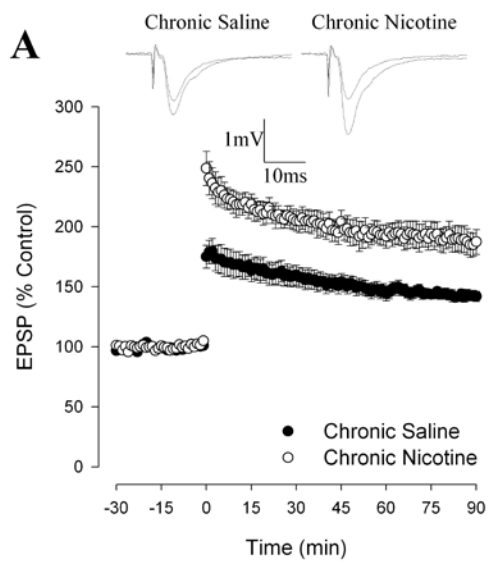 Chronic Saline Chronic Nicotine
A
1mV
10ms
EPSP (% Control)
300
250
200
150
100
50
0
Chronic Saline
Chronic Nicotine
-30 -15 0 15 30 45 60 75 90
Time (min)